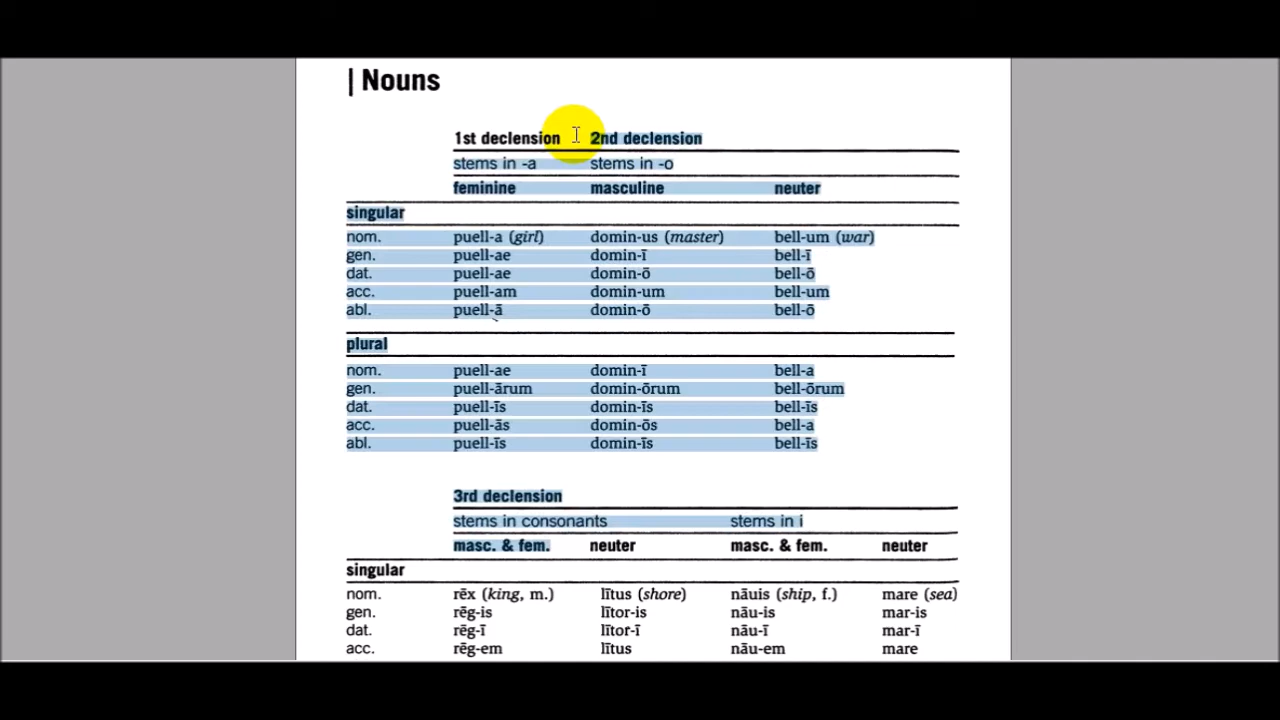 | Nouns
1st declension 2nd declension
stems in -a stems in -o
feminine masculine neuter
singular
nom. puell-a (girl) domin-us (master) bell-um (war)
gen. puell-ae domin-ī bell-ī
dat. puell-ae domin-ō bell-ō
acc. puell-am domin-um bell-um
abl. puell-ā domin-ō bell-ō
plural
nom. puell-ae domin-ī bell-a
gen. puell-ārum domin-ōrum bell-ōrum
dat. puell-īs domin-īs bell-īs
acc. puell-ās domin-ōs bell-a
abl. puell-īs domin-īs bell-īs
3rd declension
stems in consonants stems in i
masc. & fem. neuter masc. & fem. neuter
singular
nom. rēx (king, m.) lītus (shore) nāuis (ship, f.) mare (sea)
gen. rēg-is lītor-is nāu-is mar-is
dat. rēg-ī lītor-ī nāu-ī mar-ī
acc. rēg-em lītus nāu-em mare